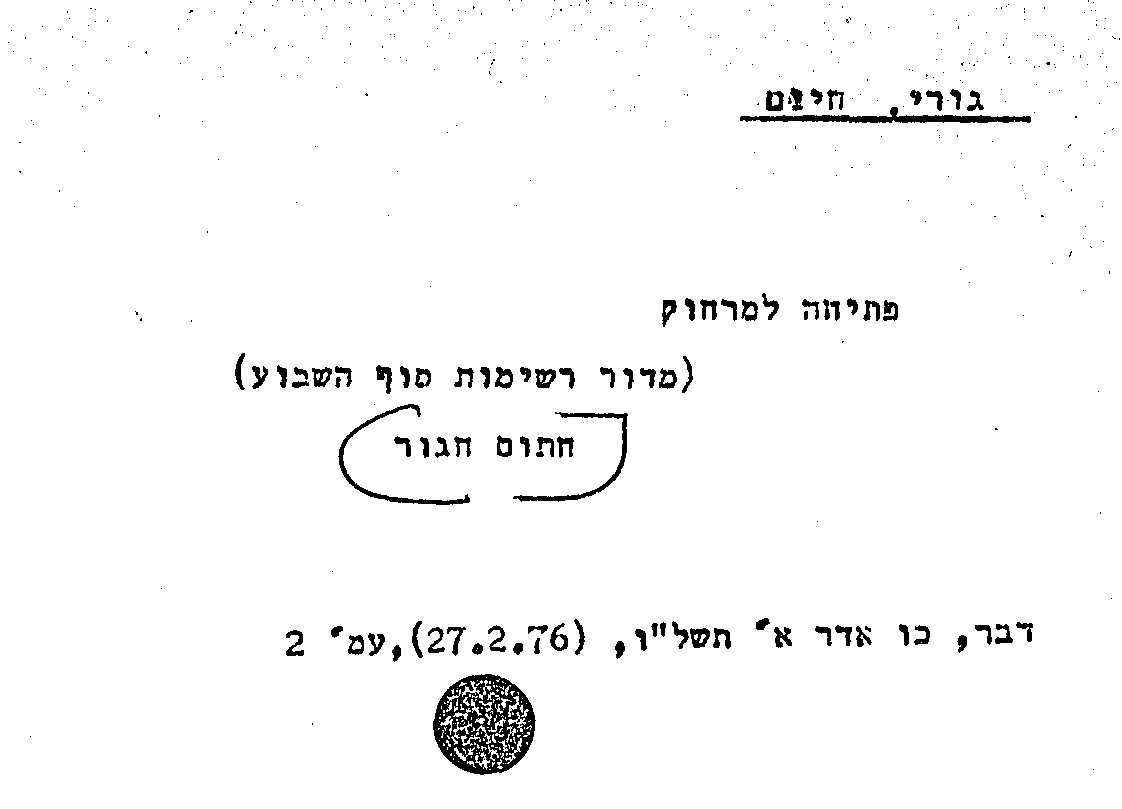 גורי, חיים
פתיחה למרחוק
(מדור רשימות סוף השבוע)
חתום חגור
דבר, כו אדר א' תשל"ו, (27.2.76),עמ' 2